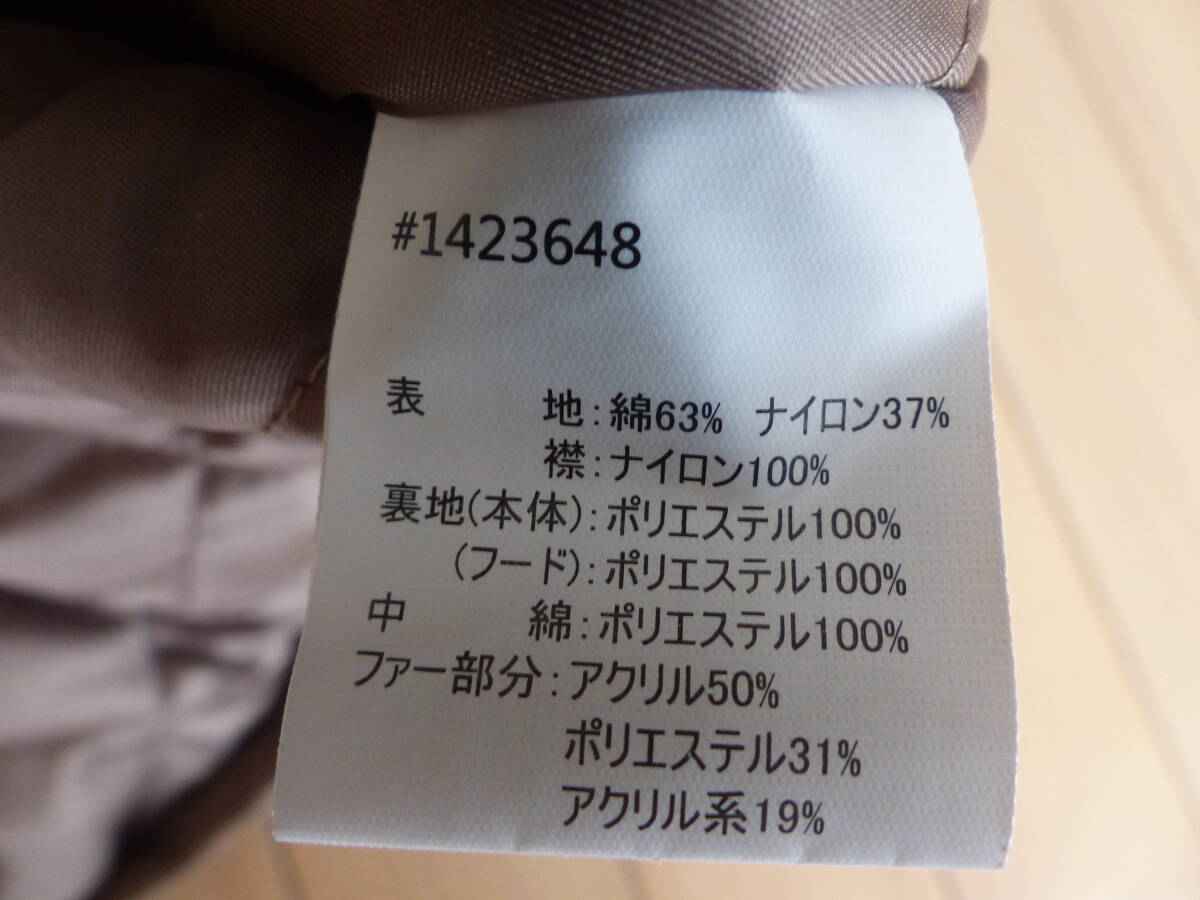 #1423648
表 地:綿63% ナイロン37%
襟:ナイロン100%
裏地(本体):ポリエステル100%
(フード):ポリエステル100%
中 綿:ポリエステル100%
ファー部分:アクリル50%
ポリエステル31%
アクリル系19%